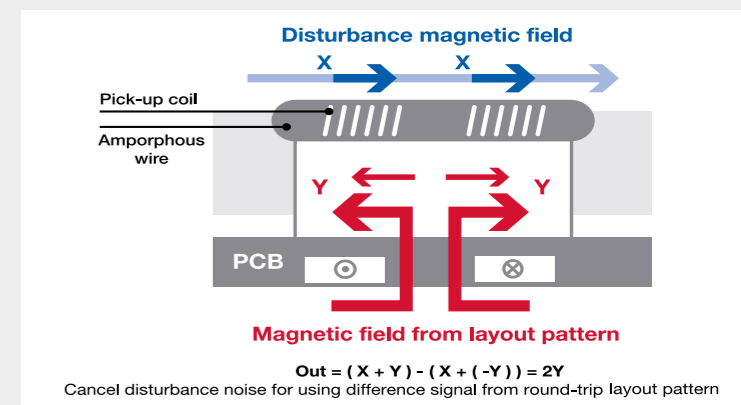 Disturbance magnetic field
X X
Pick-up coil
Amporphous
wire
Y Y
PCB
Magnetic field from layout pattern
Out = ( X + Y ) - ( X + ( -Y ) ) = 2Y
Cancel disturbance noise for using difference signal from round-trip layout pattern